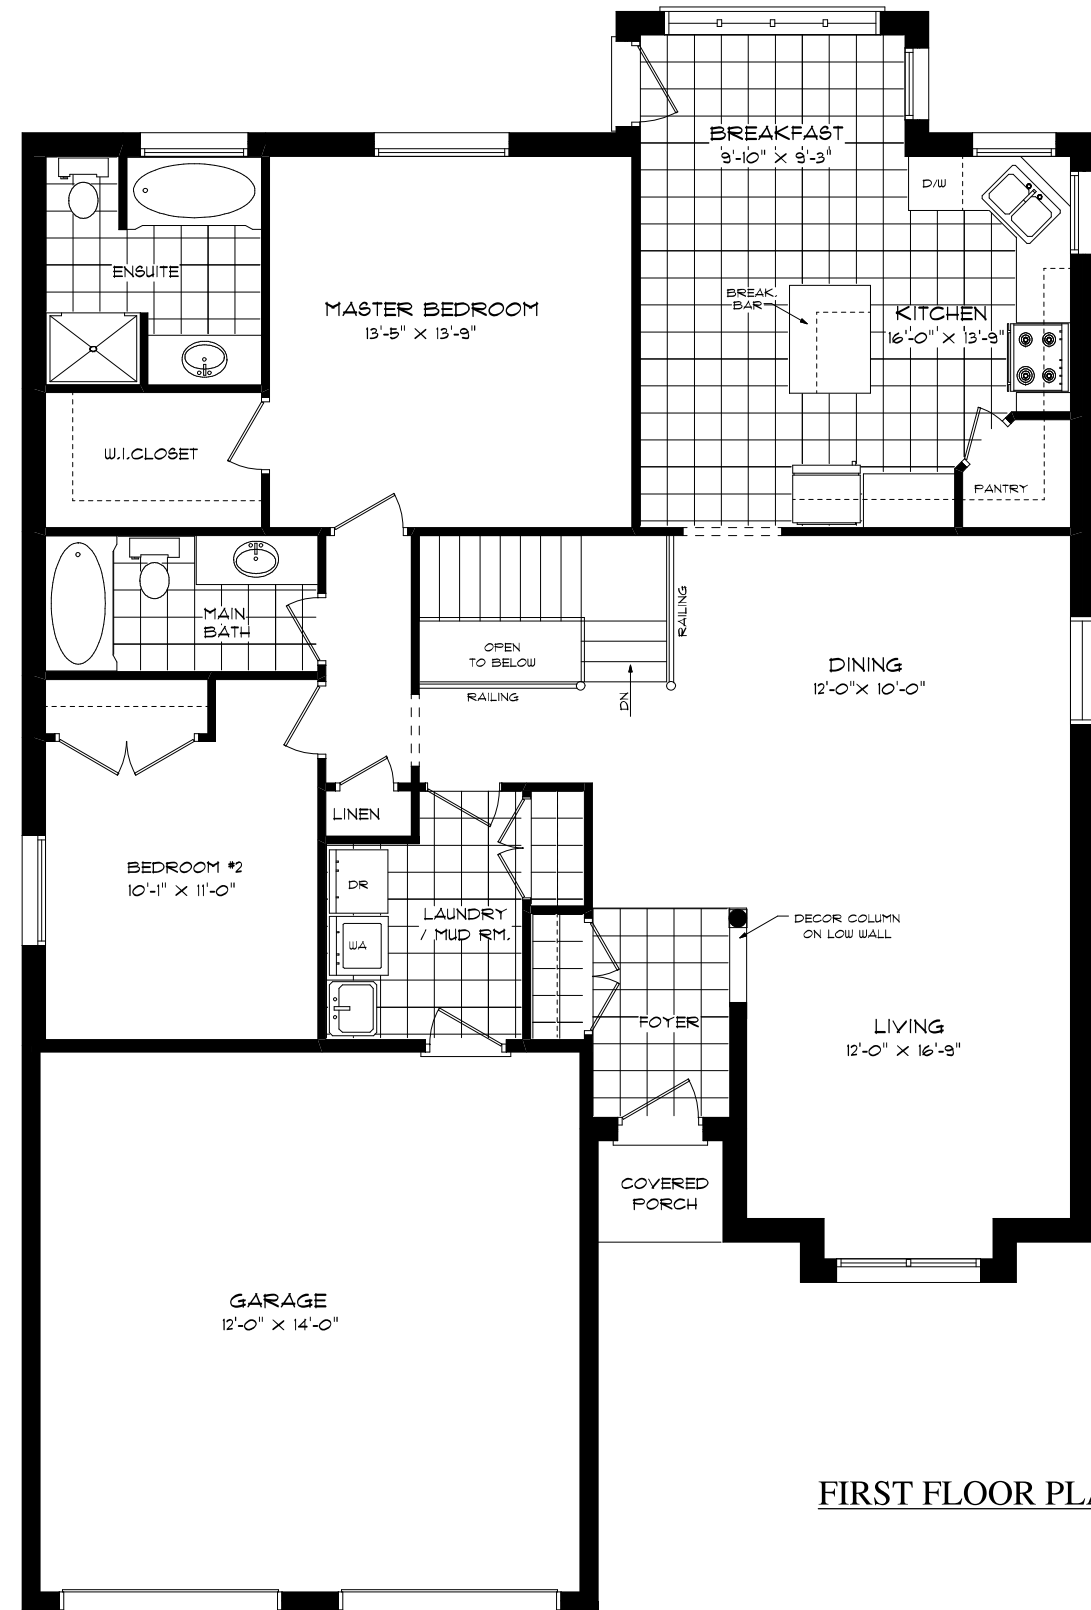 BREAKFAST
9'-10" X 9'-3"
D/W
ENSUITE
MASTER BEDROOM
13'-5" X 13'-9"
BREAK.
BAR
KITCHEN
16'-0" X 13'-9"
W.I.CLOSET
PANTRY
MAIN
BATH
OPEN
TO BELOW
RAILING
RAILING
DN
DINING
12'-0"X 10'-0"
LINEN
BEDROOM #2
10'-1" X 11'-0"
DR
WA
LAUNDRY
/ MUD RM.
DECOR COLUMN
ON LOW WALL
FOYER
LIVING
12'-0" X 16'-9"
COVERED
PORCH
GARAGE
12'-0" X 14'-0"
FIRST FLOOR PLA